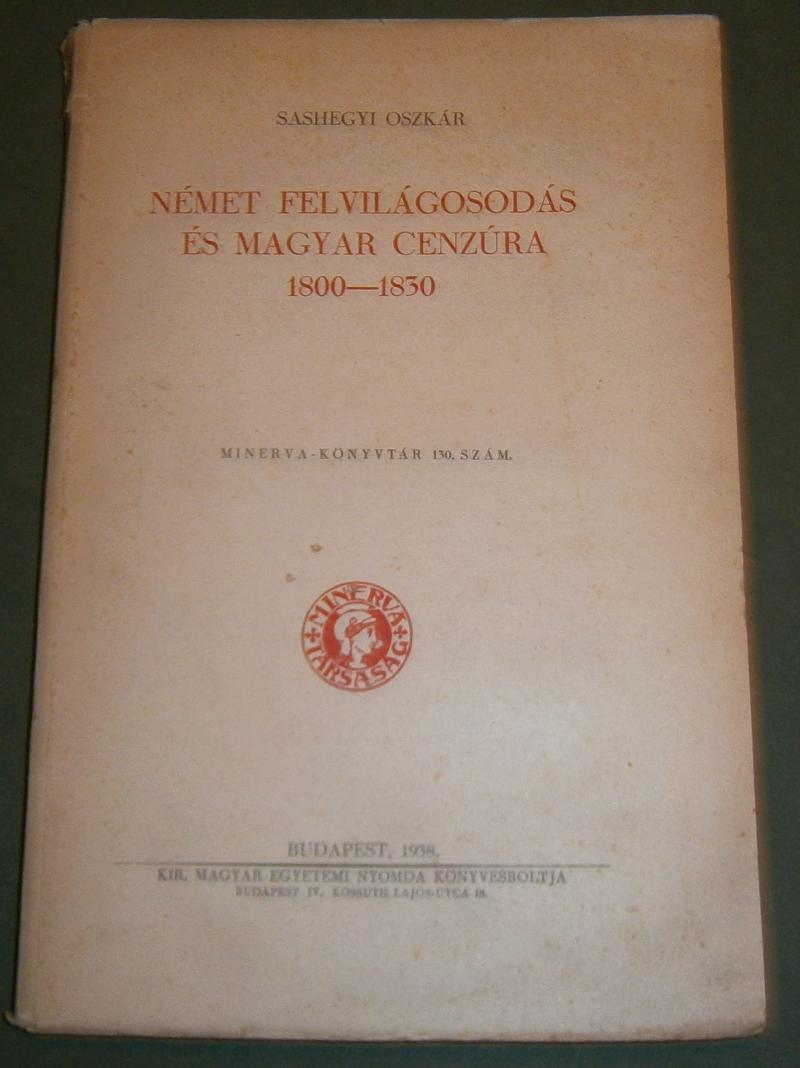 SASHEGYI OSZKÁR
NÉMET FELVILÁGOSODÁS
ÉS MAGYAR CENZÚRA
1800—1830
MINERVA-KÖNYVTÁR 130. SZÁM.
MINERVA
TÁRSASÁG
BUDAPEST, 1938.
KIR. MAGYAR EGYETEMI NYOMDA KÖNYVESBOLTJA
BUDAPEST IV, KOSSUTH LAJOS-UTCA 18.